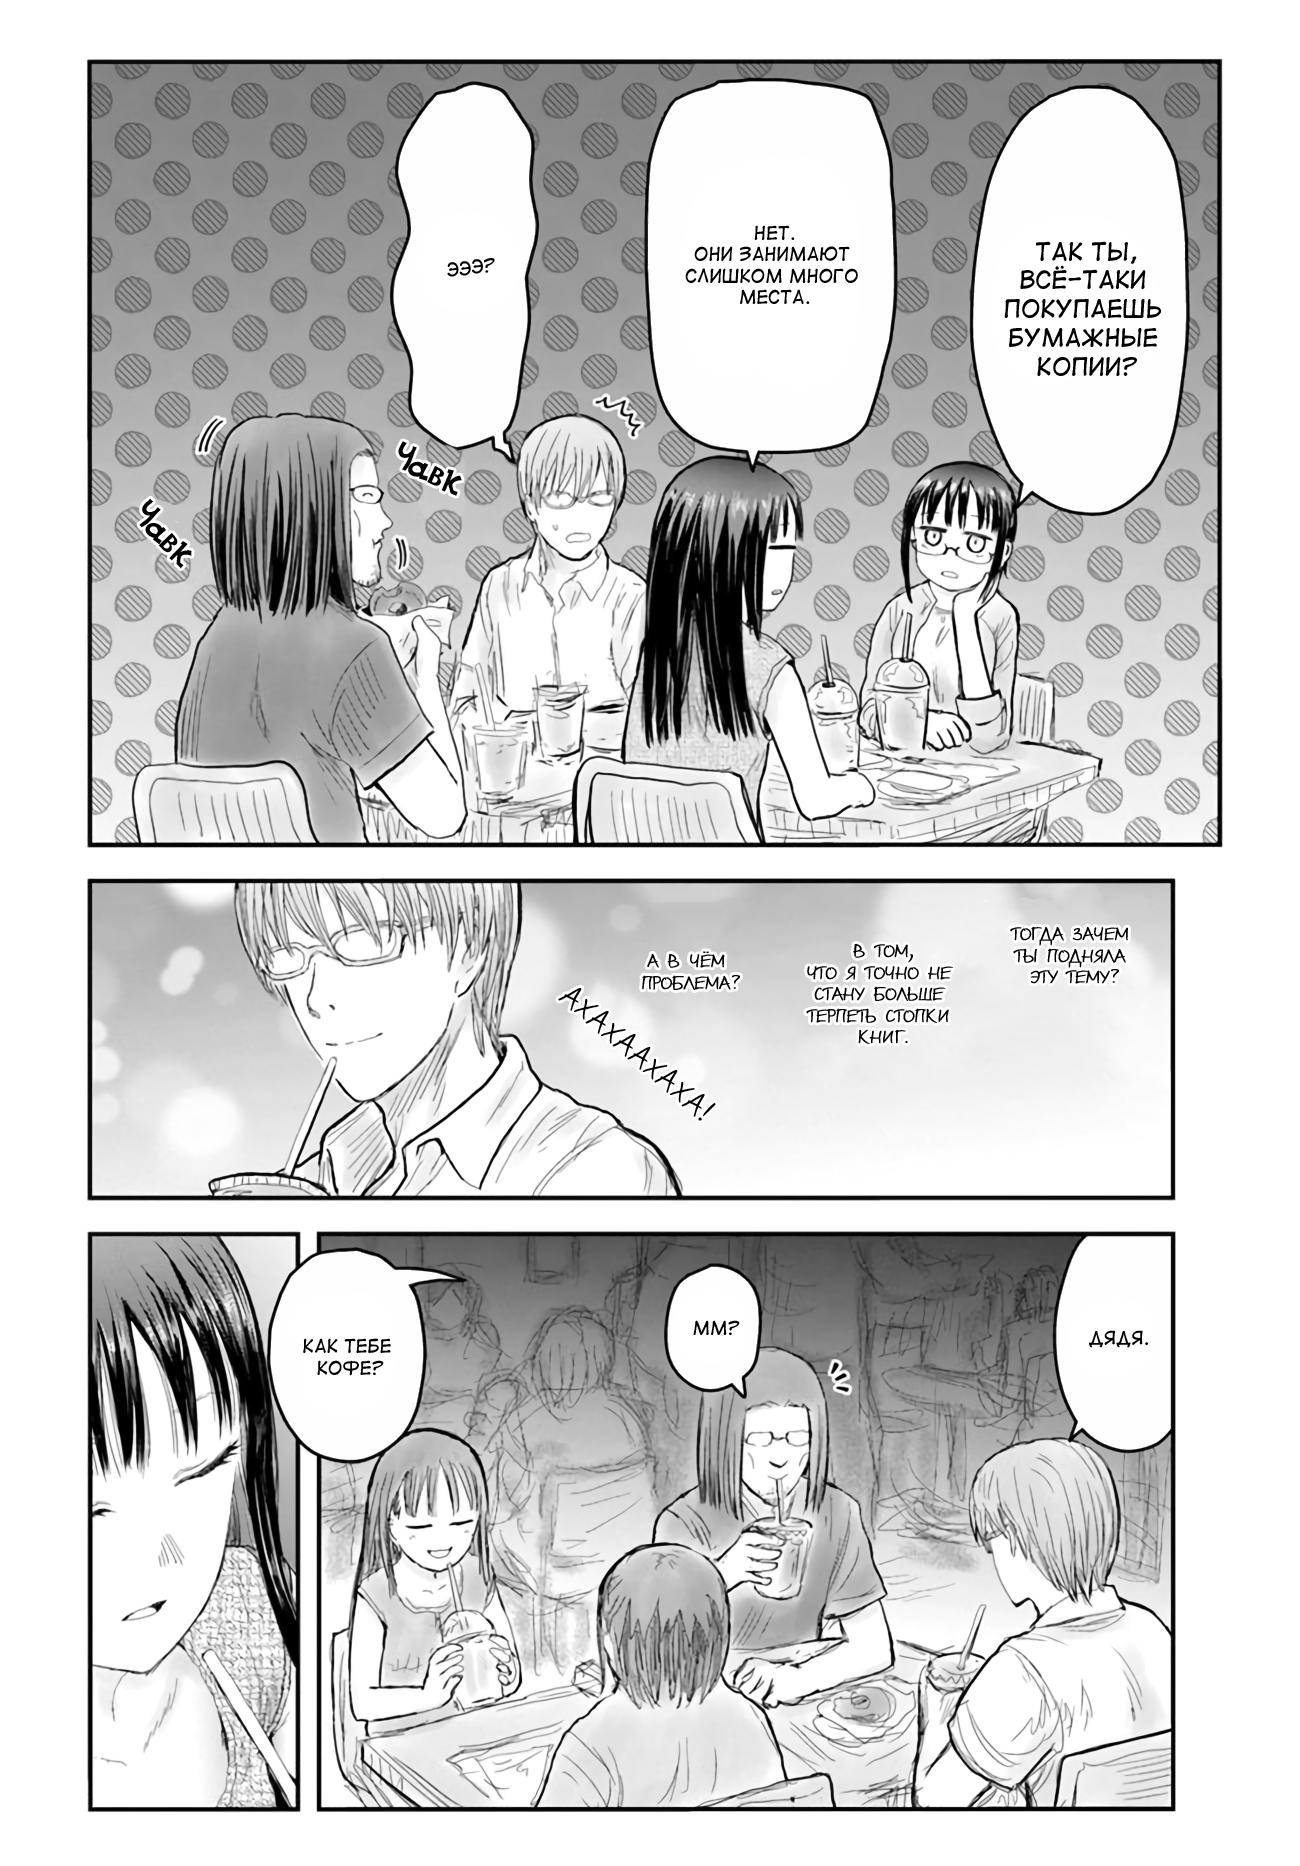 ТАК ТЫ,
ВСЁ-ТАКИ
ПОКУПАЕШЬ
БУМАЖНЫЕ
КОПИИ?
НЕТ.
ОНИ ЗАНИМАЮТ
СЛИШКОМ МНОГО
МЕСТА.
ЭЭЭ?
Чавк
Чавк
ТОГДА ЗАЧЕМ
ТЫ ПОДНЯЛА
ЭТУ ТЕМУ?
В ТОМ,
ЧТО Я ТОЧНО НЕ
СТАНУ БОЛЬШЕ
ТЕРПЕТЬ СТОПКИ
КНИГ.
А В ЧЁМ
ПРОБЛЕМА?
АХАХААХАХА!
ДЯДЯ.
ММ?
КАК ТЕБЕ
КОФЕ?